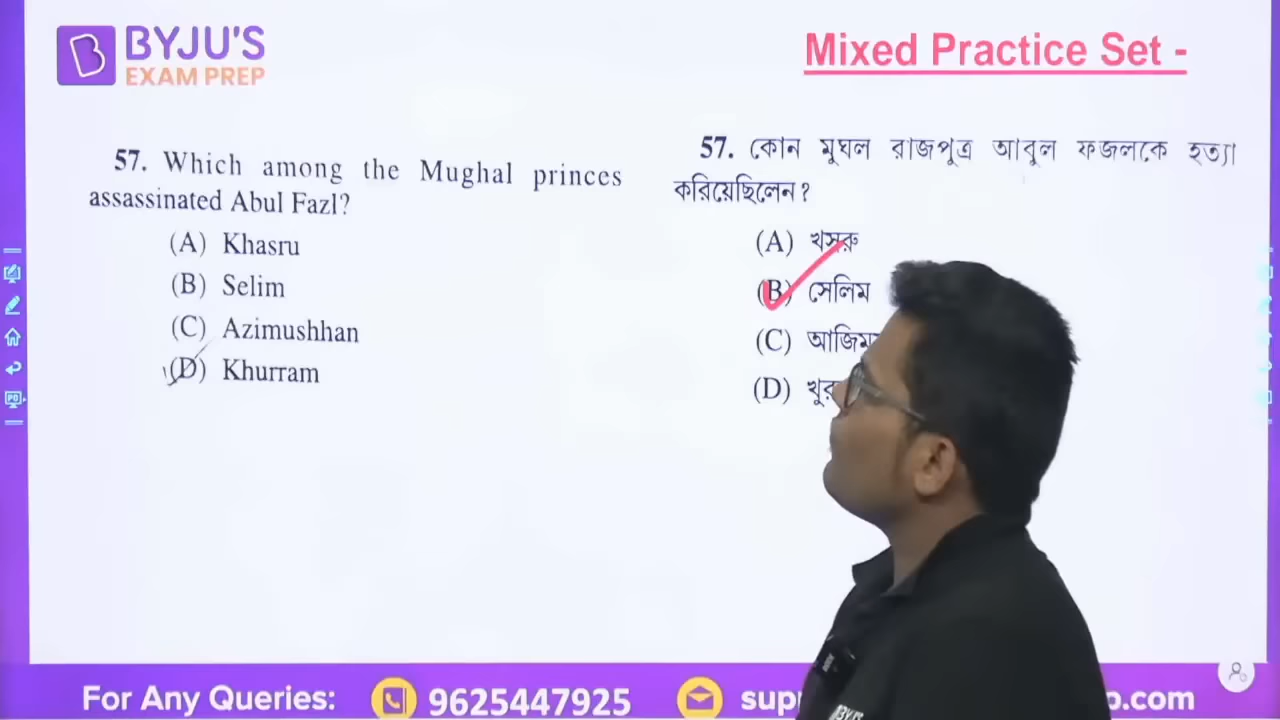 BYJU'S
EXAM PREP
Mixed Practice Set -
57. Which among the Mughal princes
assassinated Abul Fazl?
(A) Khasru
(B) Selim
(C) Azimushhan
(D) Khurram
57. কোন মুঘল রাজপুত্র আবুল ফজলকে হত্যা
করিয়েছিলেন?
(A) খসরু
(B) সেলিম
(C)
(D)
For Any Queries: 9625447925